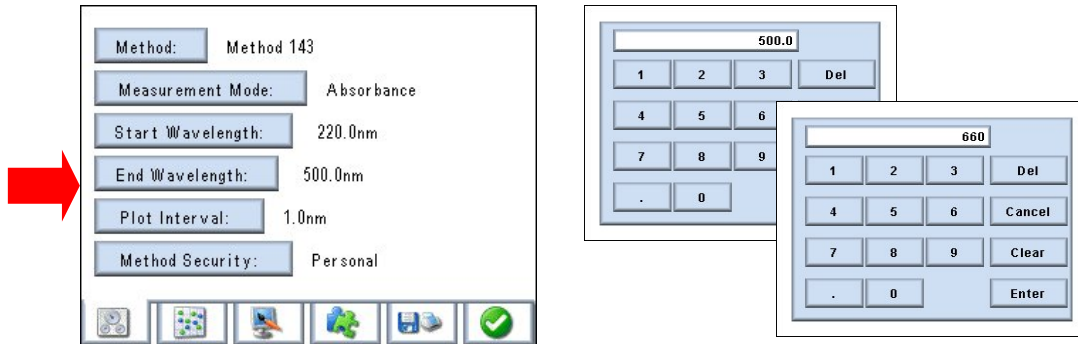 Method: Method 143
Measurement Mode: Absorbance
Start Wavelength: 220.0nm
End Wavelength: 500.0nm
Plot Interval: 1.0nm
Method Security: Personal
500.0
1 2 3 Del
4 5 6
7 8 9
. 0
660
1 2 3 Del
4 5 6 Cancel
7 8 9 Clear
. 0 Enter